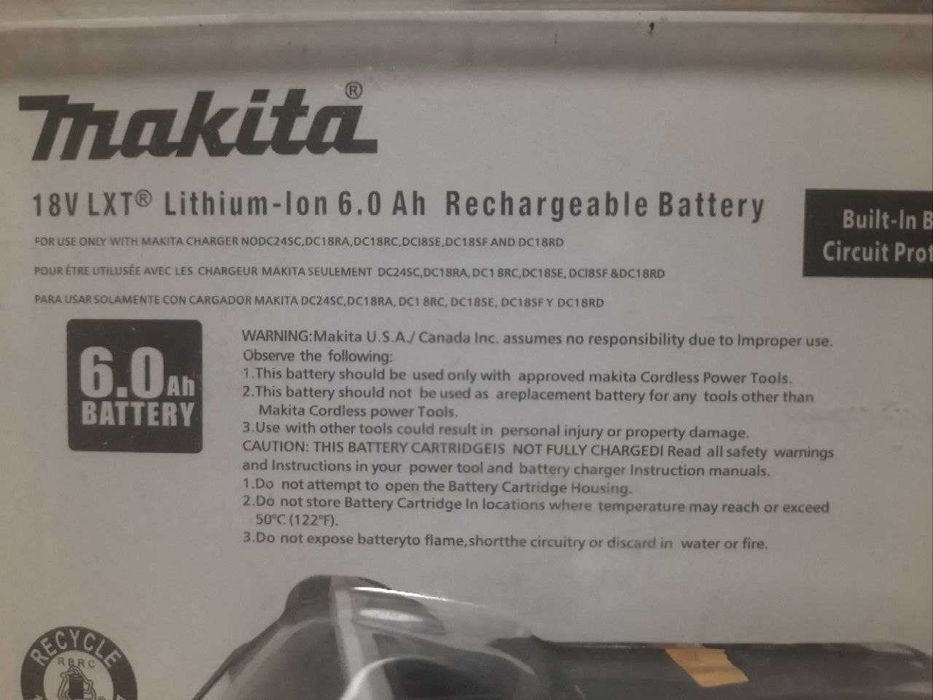 makita®
18V LXT® Lithium-Ion 6.0 Ah Rechargeable Battery
Built-In B
Circuit Prot
FOR USE ONLY WITH MAKITA CHARGER NODC24SC,DC18RA,DC18RC,DCI8SE,DC18SF AND DC18RD
POUR ÉTRE UTILUSÉE AVEC LES CHARGEUR MAKITA SEULEMENT DC24SC,DC18RA,DC1 8RC,DC18SE, DCI8SF &DC18RD
PARA USAR SOLAMENTE CON CARGADOR MAKITA DC24SC,DC18RA, DC1 8RC, DC18SE, DC18SF Y DC18RD
6.0Ah
BATTERY
WARNING:Makita U.S.A./ Canada Inc. assumes no responsibility due to Improper use.
Observe the following:
1.This battery should be used only with approved makita Cordless Power Tools.
2.This battery should not be used as areplacement battery for any tools other than
Makita Cordless power Tools.
3.Use with other tools could result in personal injury or property damage.
CAUTION: THIS BATTERY CARTRIDGEIS NOT FULLY CHARGEDI Read all safety warnings
and Instructions in your power tool and battery charger Instruction manuals.
1.Do not attempt to open the Battery Cartridge Housing.
2.Do not store Battery Cartridge In locations where temperature may reach or exceed
50°C (122°F).
3.Do not expose batteryto flame,shortthe circuitry or discard in water or fire.
RECYCLE
RBRC